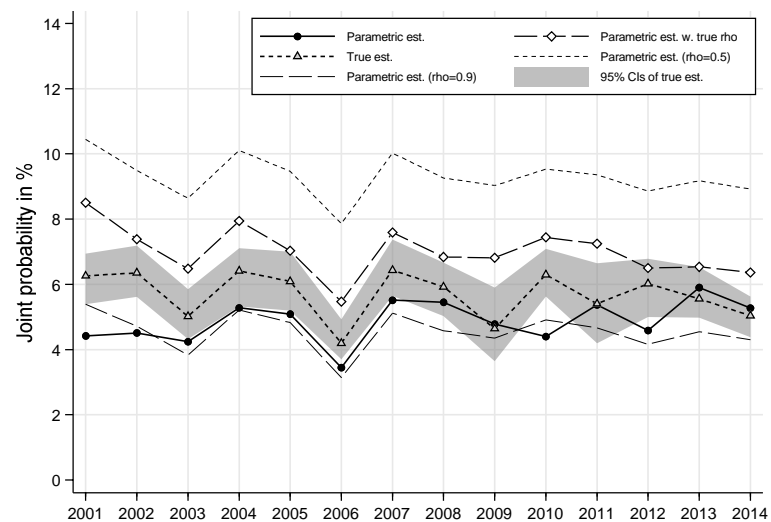 Parametric est.
Parametric est. w. true rho
True est.
Parametric est. (rho=0.5)
Parametric est. (rho=0.9)
95% CIs of true est.
Joint probability in %
14
12
10
8
6
4
2
0
2001 2002 2003 2004 2005 2006 2007 2008 2009 2010 2011 2012 2013 2014